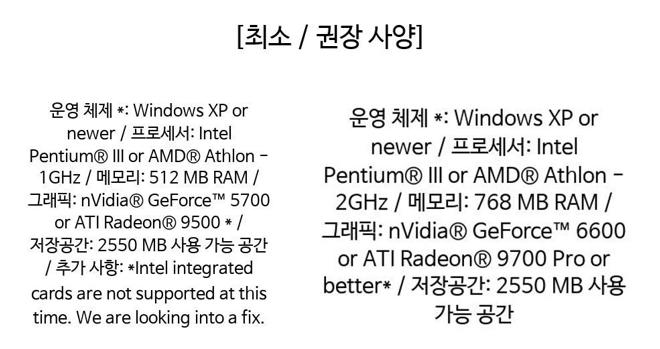 [최소 / 권장 사양]
운영 체제 *: Windows XP or
newer / 프로세서: Intel
Pentium® III or AMD® Athlon -
1GHz / 메모리: 512 MB RAM /
그래픽: nVidia® GeForce™ 5700
or ATI Radeon® 9500 * /
저장공간: 2550 MB 사용 가능 공간
/ 추가 사항: *Intel integrated
cards are not supported at this
time. We are looking into a fix.
운영 체제 *: Windows XP or
newer / 프로세서: Intel
Pentium® III or AMD® Athlon -
2GHz / 메모리: 768 MB RAM /
그래픽: nVidia® GeForce™ 6600
or ATI Radeon® 9700 Pro or
better* / 저장공간: 2550 MB 사용
가능 공간